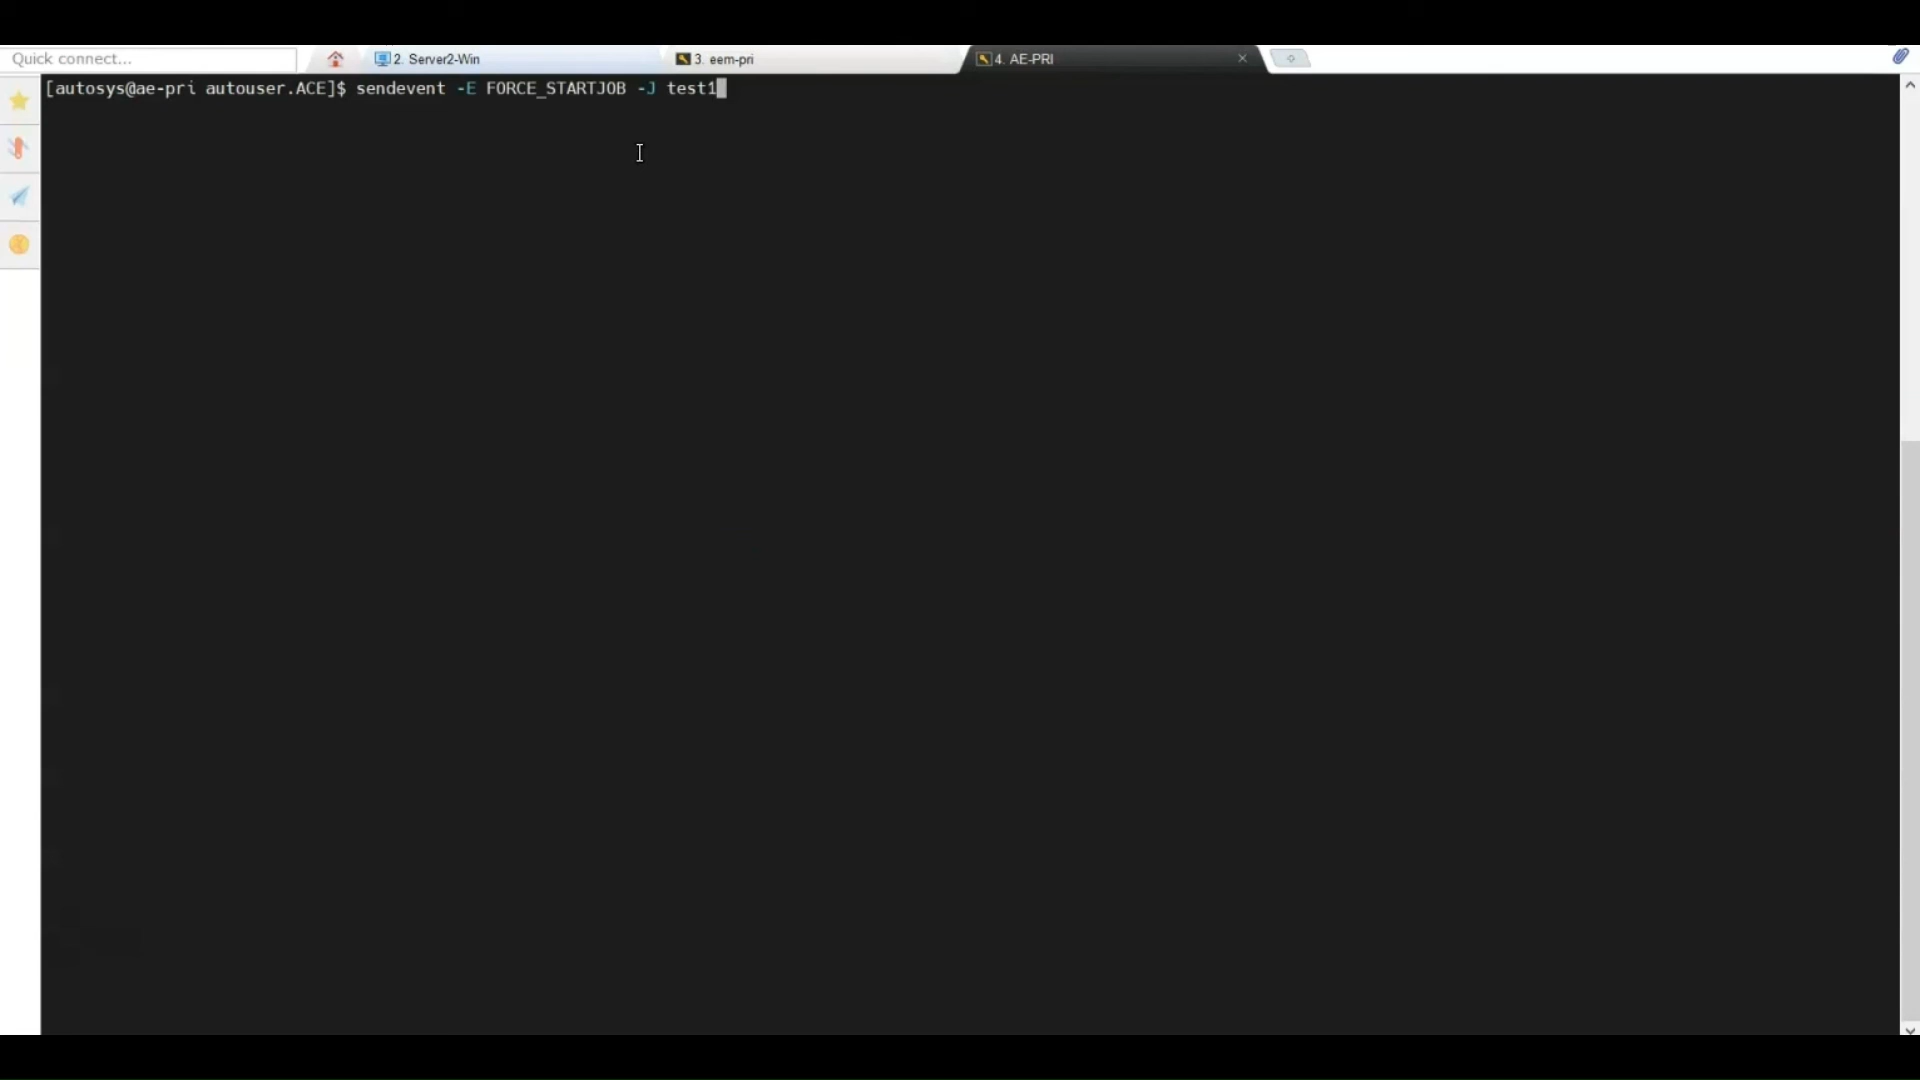 Quick connect...
2. Server2-Win
3. eem-pri
4. AE-PRI
[autosys@ae-pri autouser.ACE]$ sendevent -E FORCE_STARTJOB -J test1